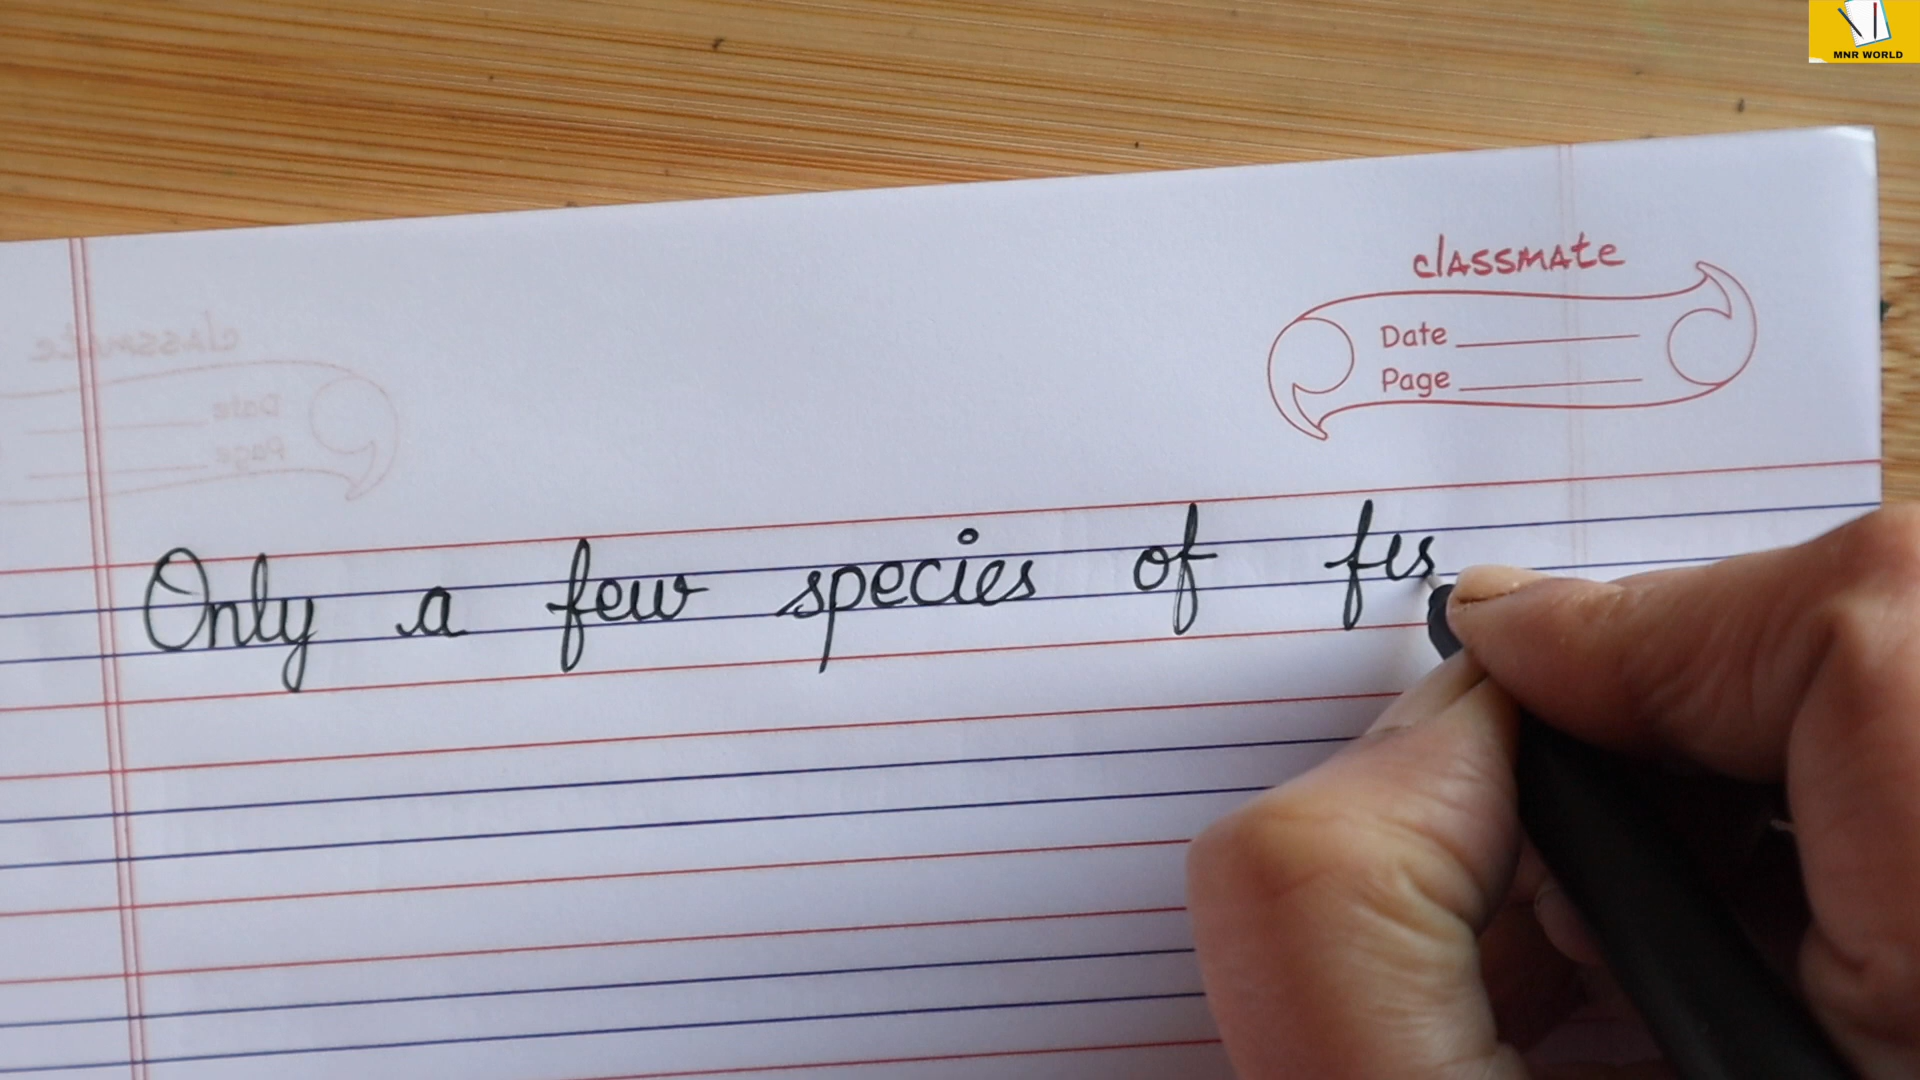 MNR WORLD
classmate
Date
Page
Only a few species of fis